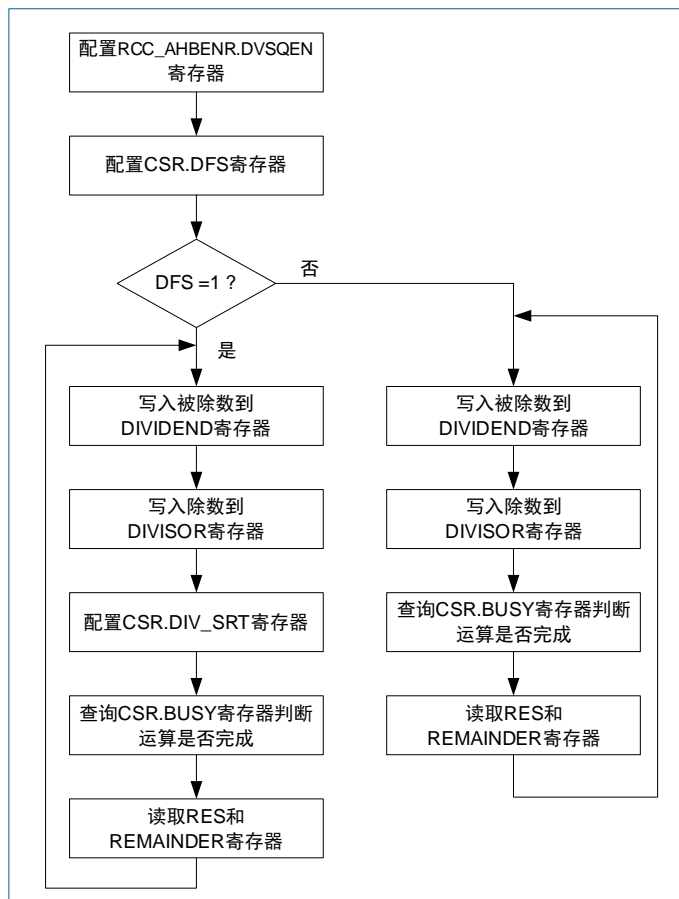 配置RCC_AHBENR.DVSQEN
寄存器
配置CSR.DFS寄存器
DFS =1 ?
否
是
写入被除数到
DIVIDEND寄存器
写入除数到
DIVISOR寄存器
配置CSR.DIV_SRT寄存器
查询CSR.BUSY寄存器判断
运算是否完成
读取RES和
REMAINDER寄存器
写入被除数到
DIVIDEND寄存器
写入除数到
DIVISOR寄存器
查询CSR.BUSY寄存器判断
运算是否完成
读取RES和
REMAINDER寄存器